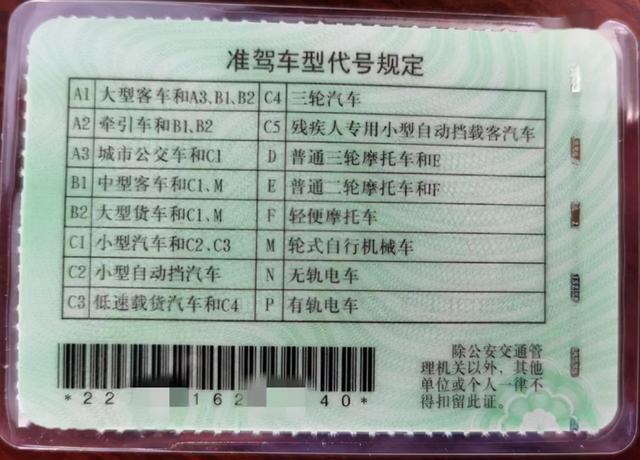 准驾车型代号规定
A1 大型客车和A3、B1、B2 C4 三轮汽车
A2 牵引车和B1、B2 C5 残疾人专用小型自动挡载客汽车
A3 城市公交车和C1 D 普通三轮摩托车和E
B1 中型客车和C1、M E 普通二轮摩托车和F
B2 大型货车和C1、M F 轻便摩托车
C1 小型汽车和C2、C3 M 轮式自行机械车
C2 小型自动挡汽车 N 无轨电车
C3 低速载货汽车和C4 P 有轨电车
除公安交通管
理机关以外，其他
单位或个人一律不
得扣留此证。
*22 162 40*